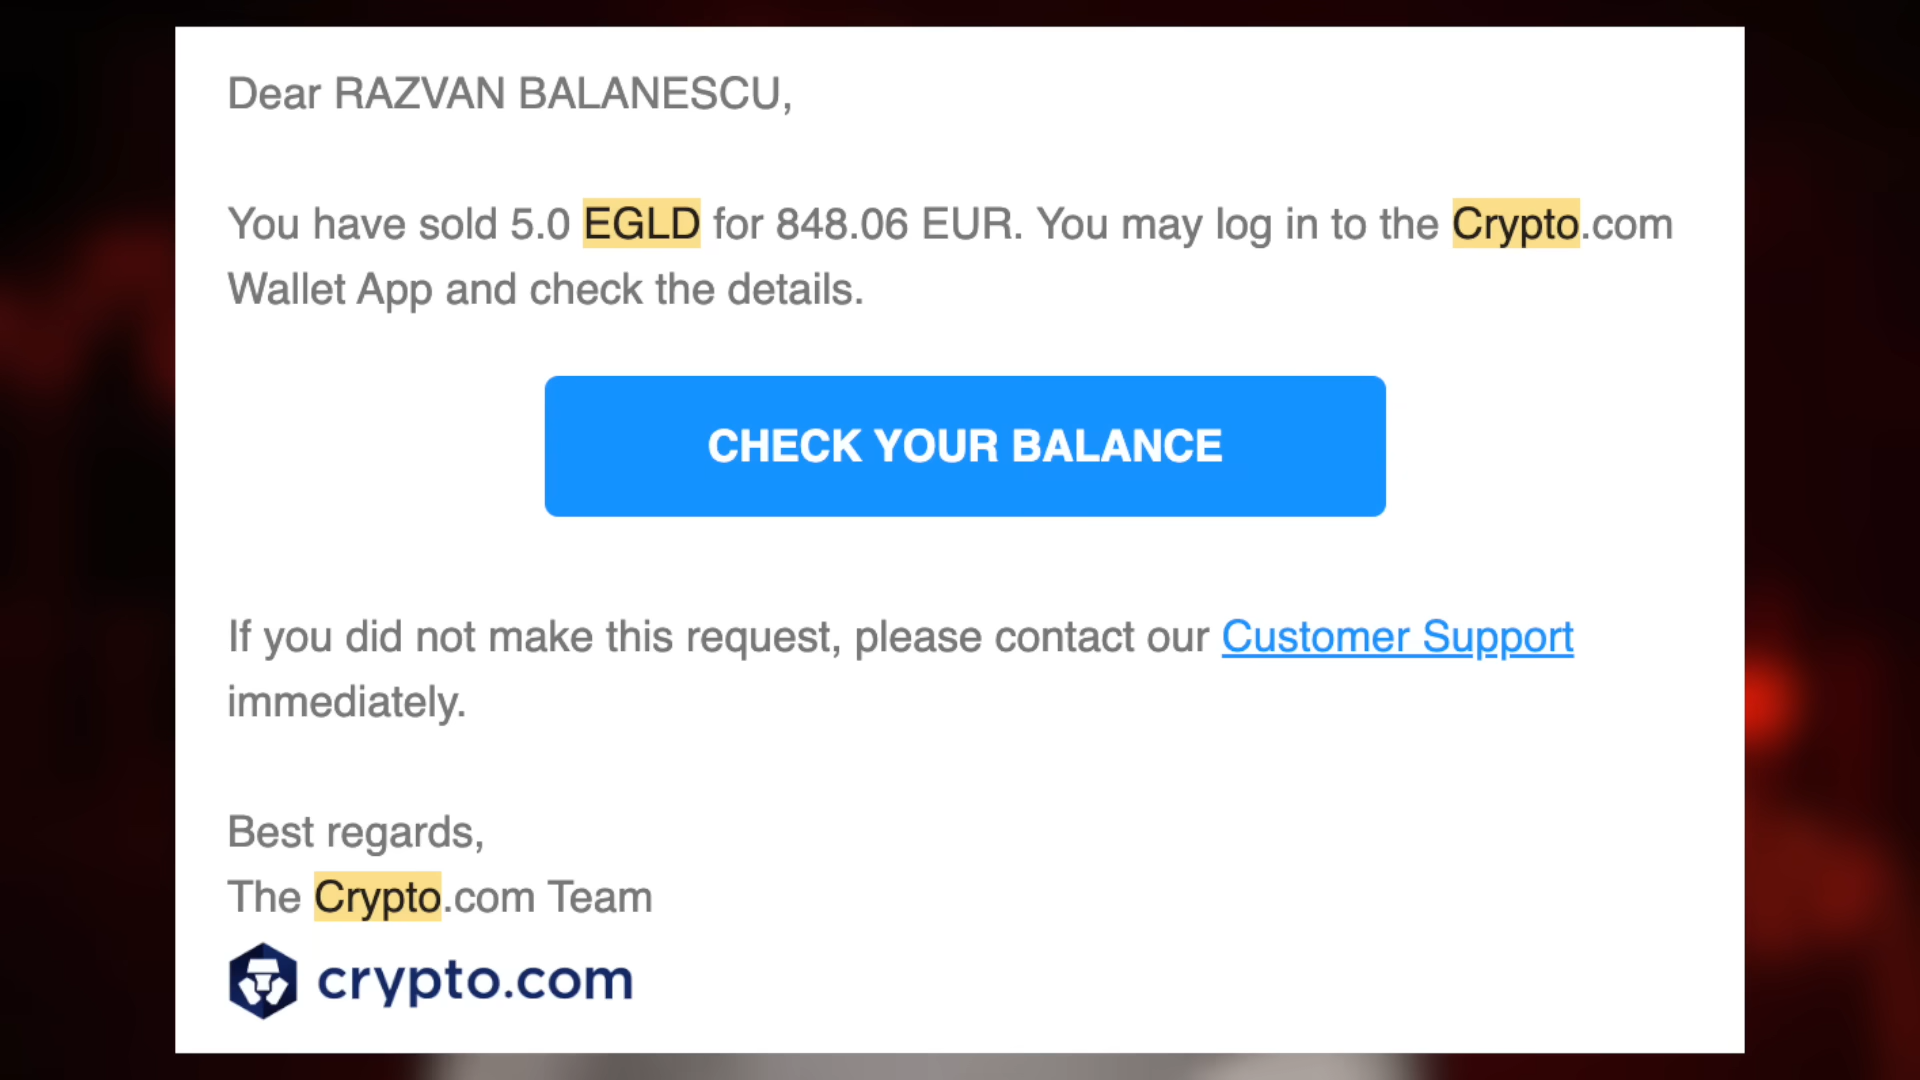 Dear RAZVAN BALANESCU,
You have sold 5.0 EGLD for 848.06 EUR. You may log in to the Crypto.com
Wallet App and check the details.
CHECK YOUR BALANCE
If you did not make this request, please contact our Customer Support
immediately.
Best regards,
The Crypto.com Team
crypto.com